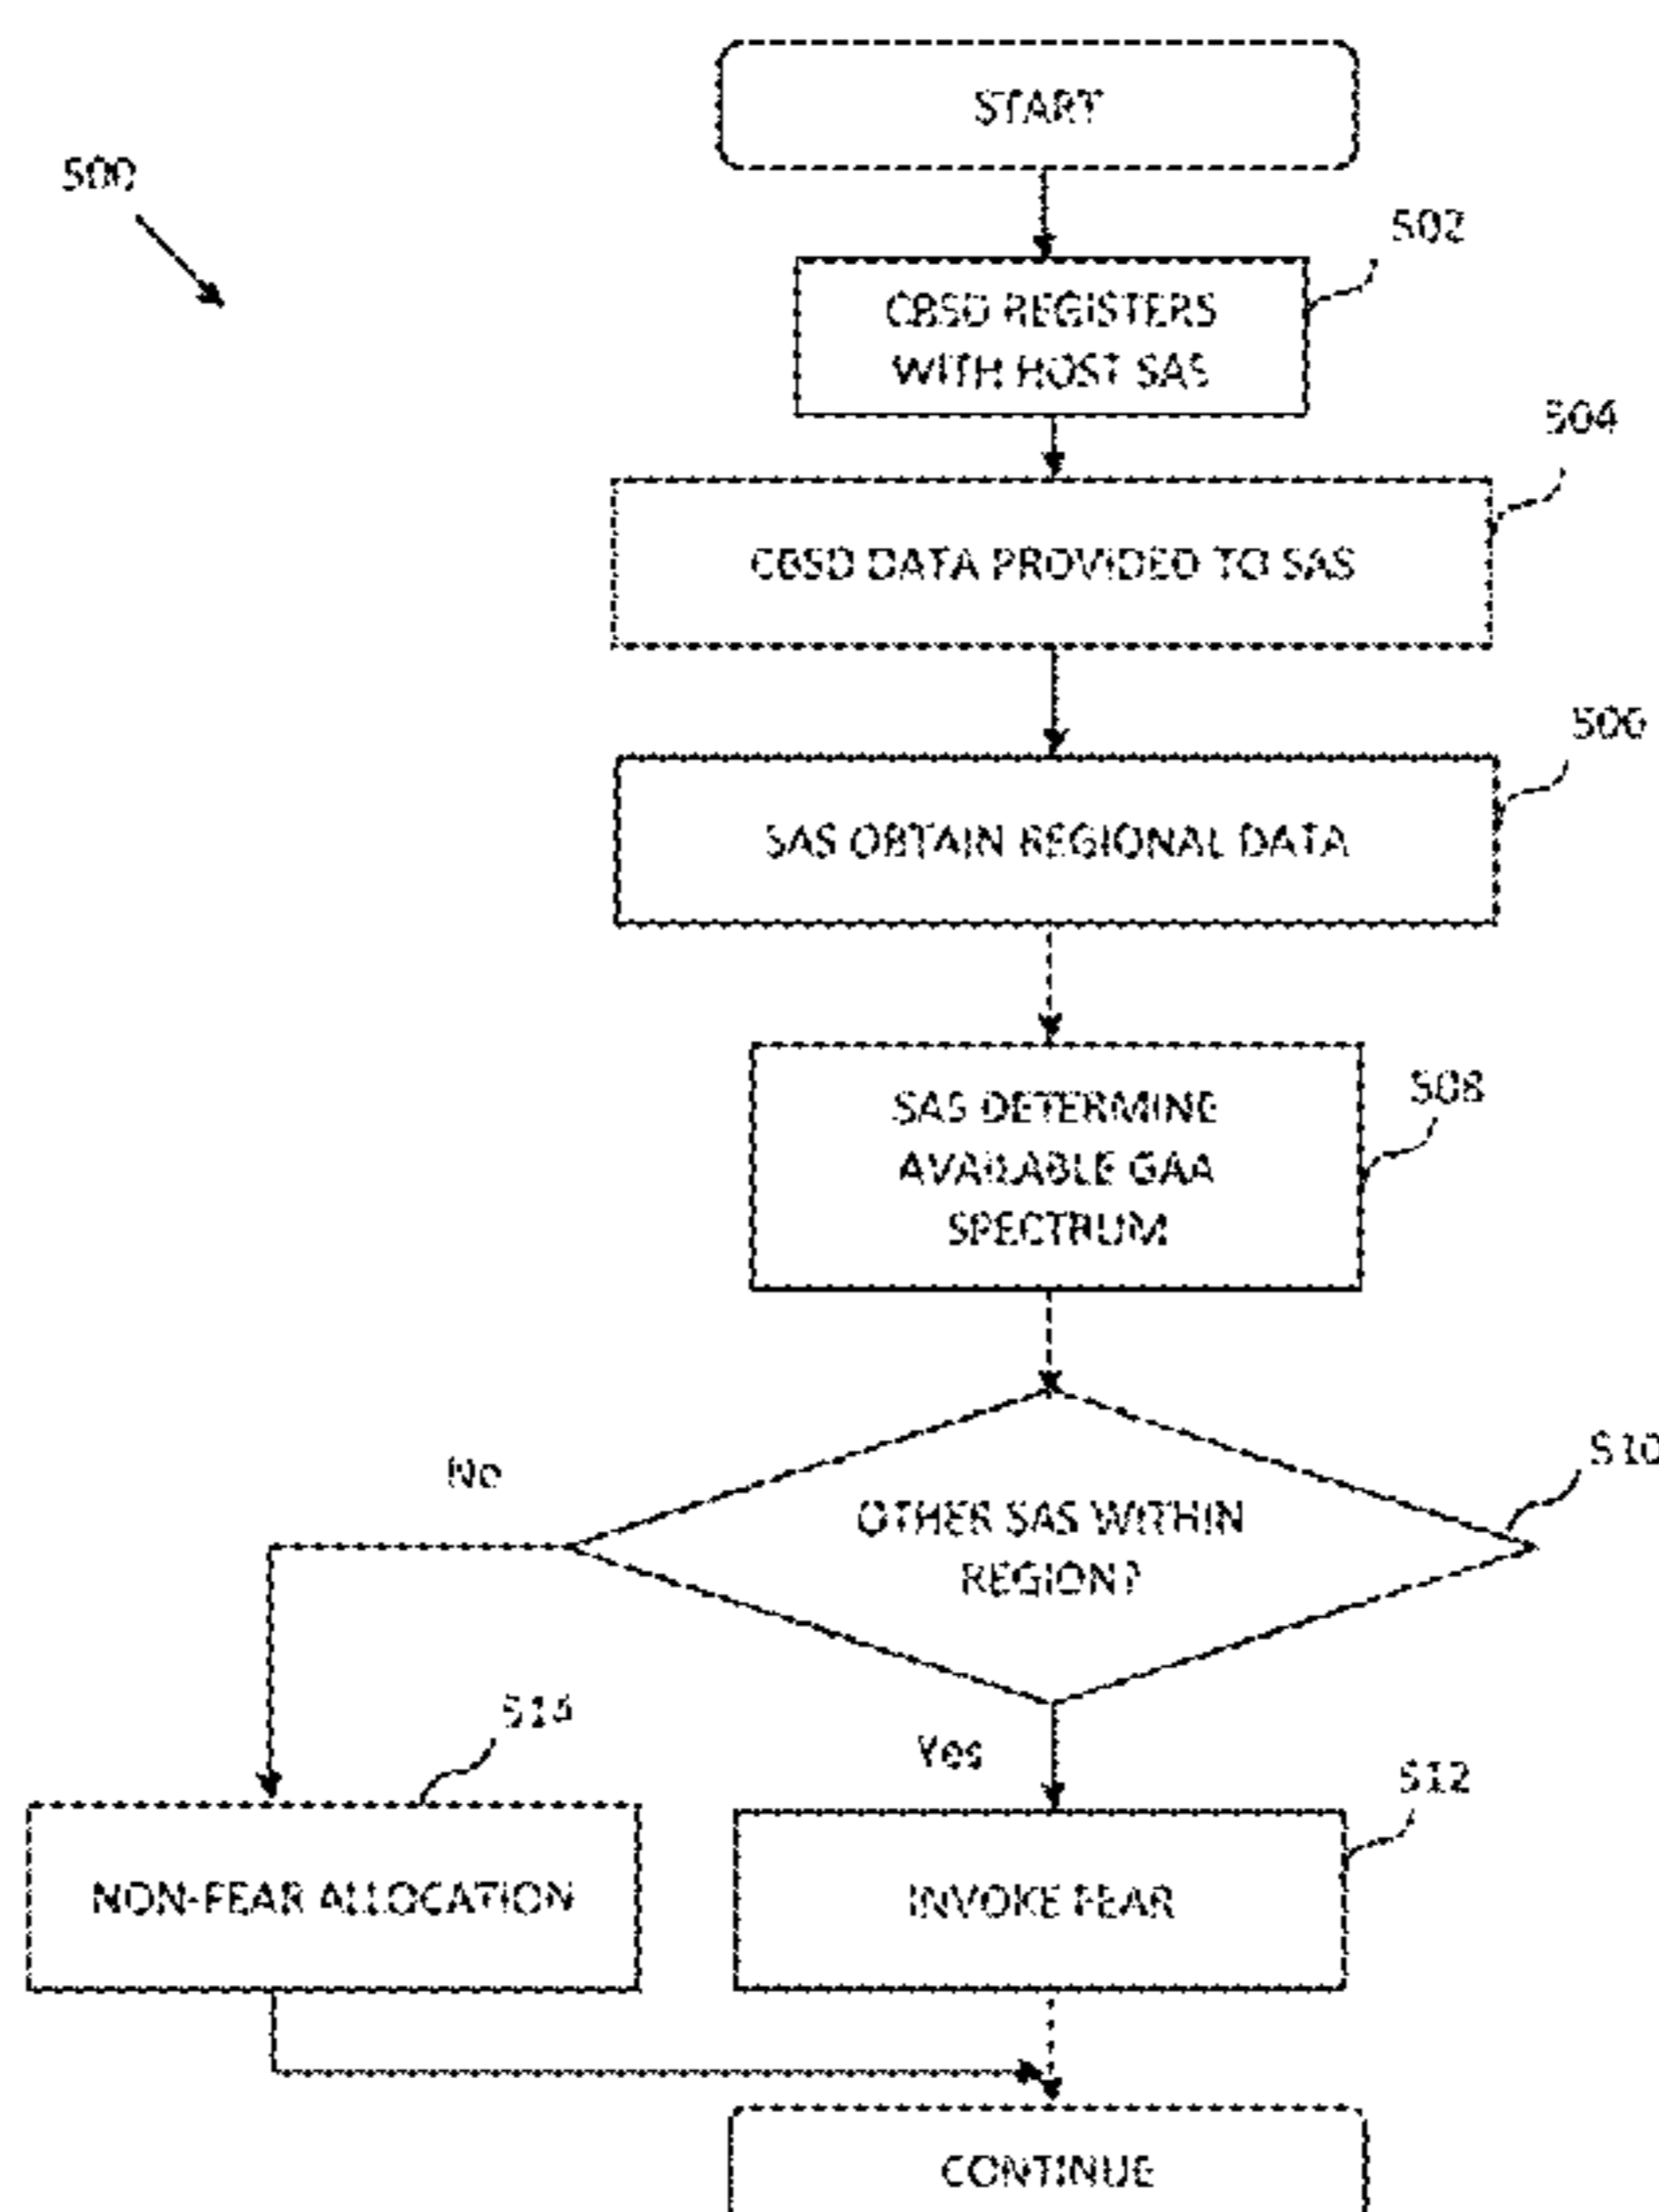 START
500
502
CBSD REGISTERS
WITH HOST SAS
504
CBSD DATA PROVIDED TO SAS
506
SAS OBTAIN REGIONAL DATA
508
SAS DETERMINE
AVAILABLE GAA
SPECTRUM
510
No
OTHER SAS WITHIN
REGION?
Yes
512
NON-FEAR ALLOCATION
INVOKE FEAR
CONTINUE